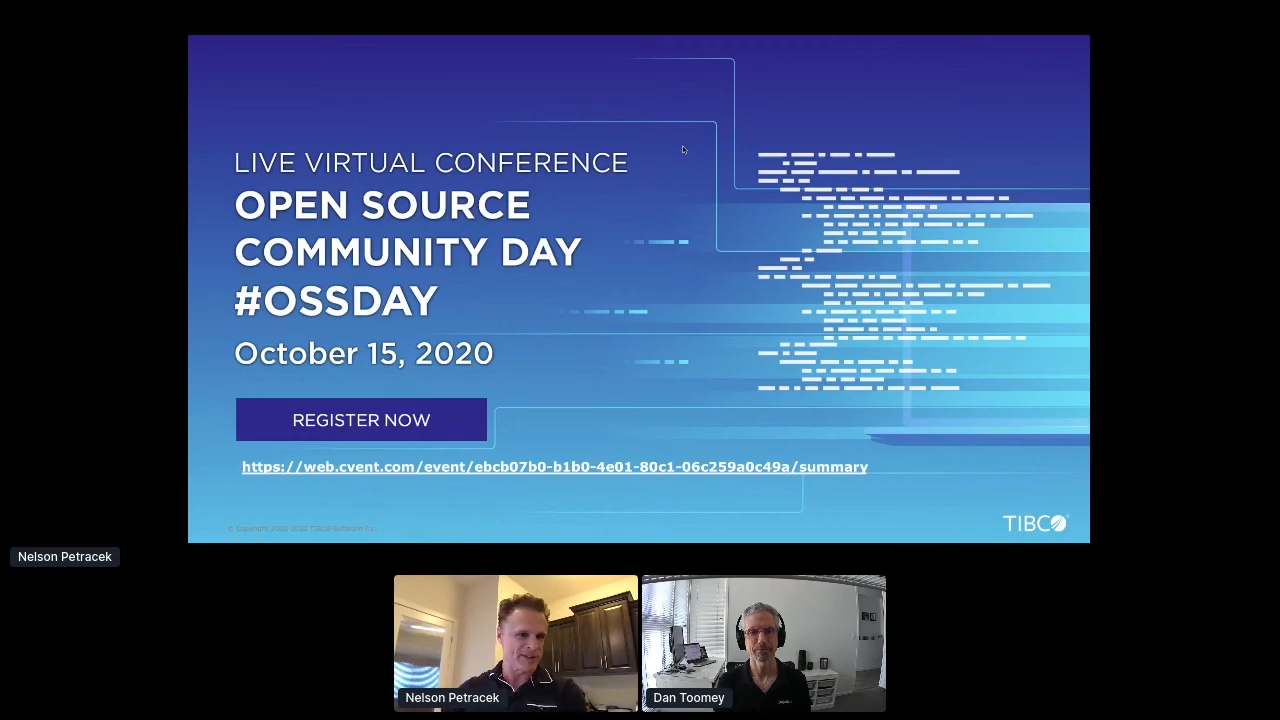 LIVE VIRTUAL CONFERENCE
OPEN SOURCE
COMMUNITY DAY
#OSSDAY
October 15, 2020
REGISTER NOW
https://web.cvent.com/event/ebcb07b0-b1b0-4e01-80c1-06c259a0c49a/summary
TIBCO
Nelson Petracek
Nelson Petracek
Dan Toomey